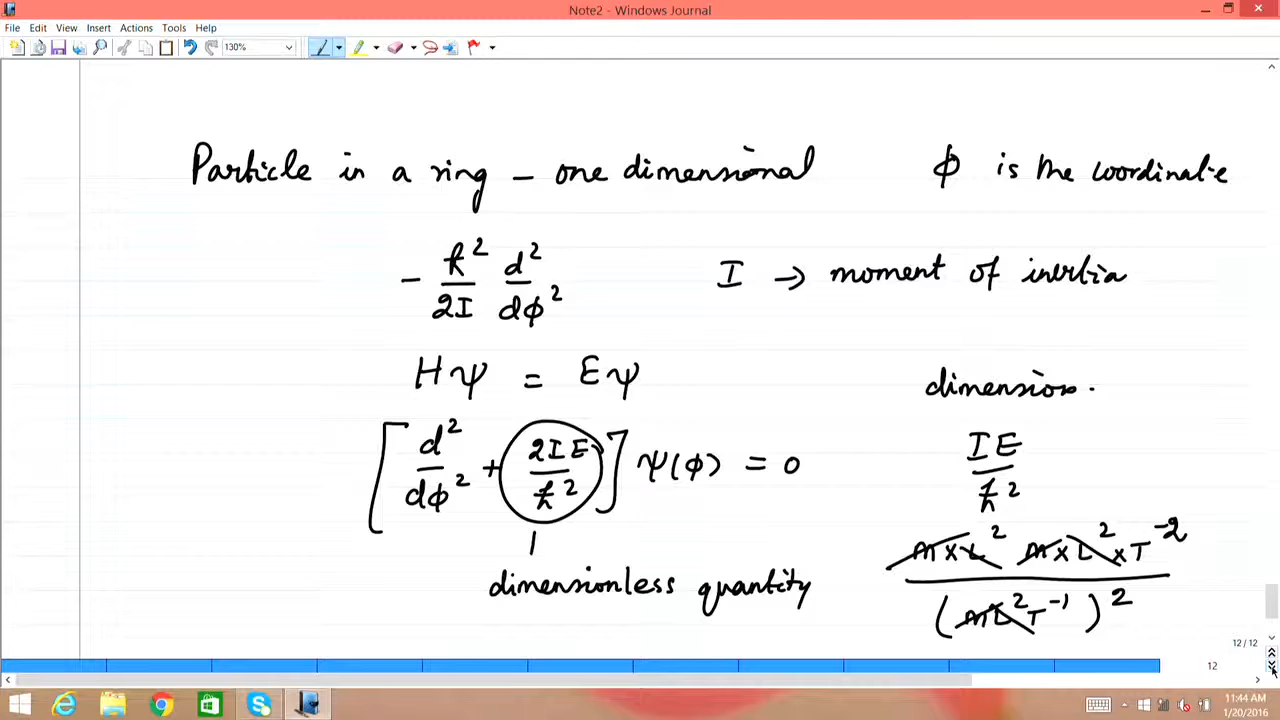 Note2 - Windows Journal
File Edit View Insert Actions Tools Help
130%
Particle in a ring – one dimensional φ is the coordinate
- ℏ²/2I d²/dφ² I → moment of inertia
Hψ = Eψ
dimension.
[d²/dφ² + 2IE/ℏ²] ψ(φ) = 0
IE/ℏ²
M×L² M×L²×T⁻²
dimensionless quantity
(ML²T⁻¹)²
12 / 12
12
11:44 AM
1/20/2016